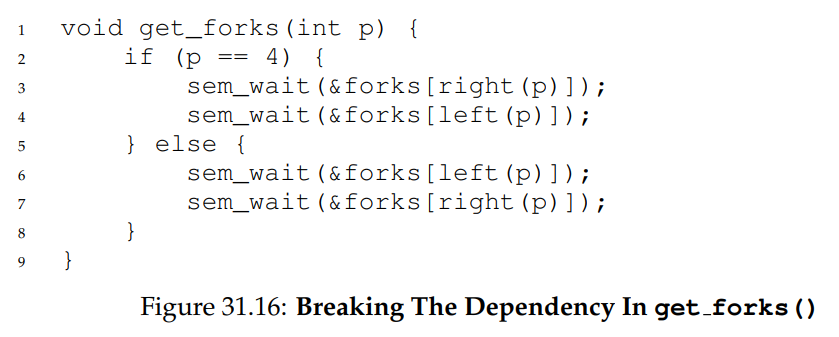 1 void get_forks(int p) {
2 if (p == 4) {
3 sem_wait(&forks[right(p)]);
4 sem_wait(&forks[left(p)]);
5 } else {
6 sem_wait(&forks[left(p)]);
7 sem_wait(&forks[right(p)]);
8 }
9 }
Figure 31.16: Breaking The Dependency In get_forks()